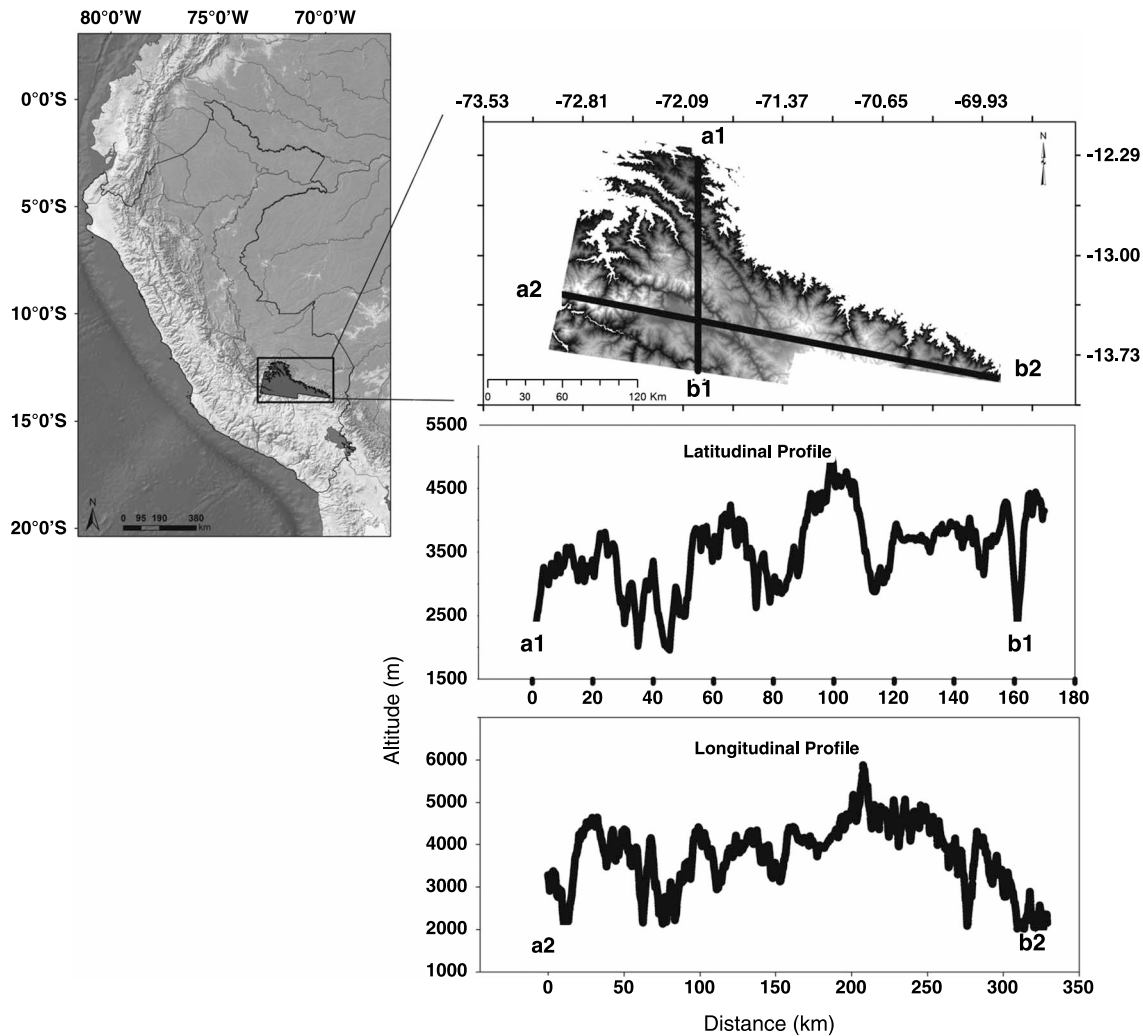 80°0'W 75°0'W 70°0'W
0°0'S
5°0'S
10°0'S
15°0'S
20°0'S
N
0 95 190 380
km
-73.53 -72.81 -72.09 -71.37 -70.65 -69.93
a1
N
-12.29
-13.00
-13.73
a2
b1
b2
0 30 60 120 Km
Latitudinal Profile
5500
4500
3500
2500
1500
a1
b1
0 20 40 60 80 100 120 140 160 180
Altitude (m)
Longitudinal Profile
6000
5000
4000
3000
2000
1000
a2
b2
0 50 100 150 200 250 300 350
Distance (km)